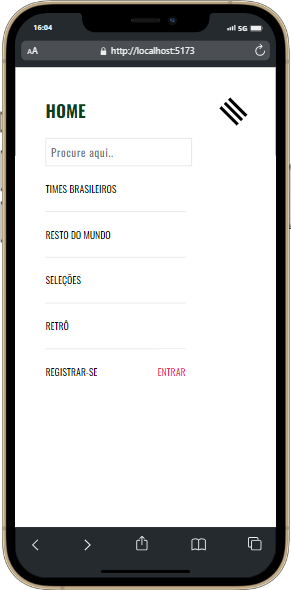 16:04
5G
AA
http://localhost:5173
HOME
Procure aqui..
TIMES BRASILEIROS
RESTO DO MUNDO
SELEÇÕES
RETRÔ
REGISTRAR-SE ENTRAR